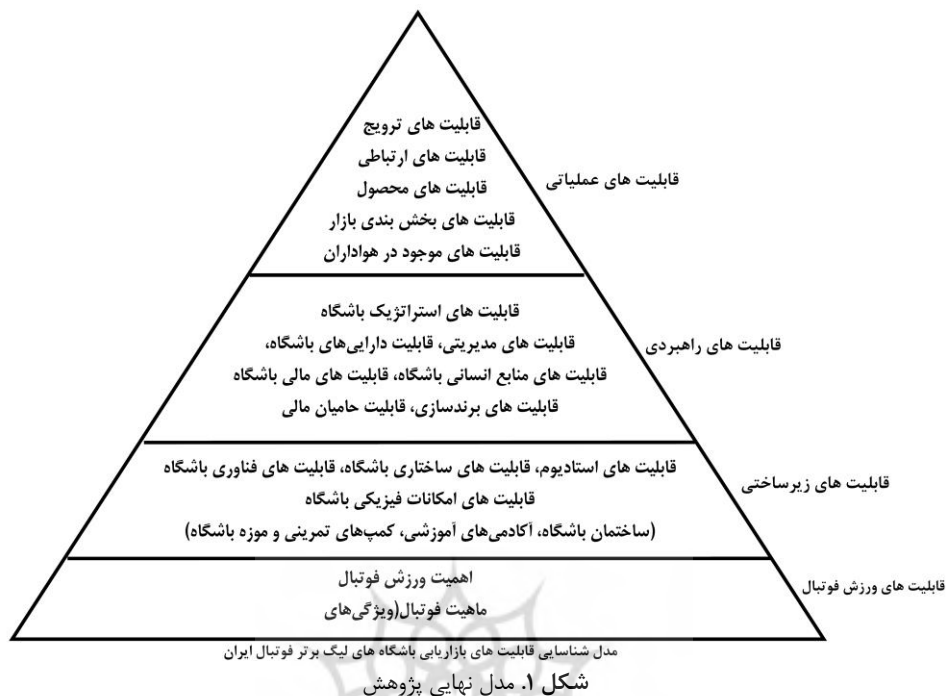 قابلیت های ترویج
قابلیت های ارتباطی
قابلیت های محصول
قابلیت های بخش بندی بازار
قابلیت های موجود در هواداران
قابلیت های عملیاتی
قابلیت های استراتژیک باشگاه
قابلیت های مدیریتی، قابلیت دارایی‌های باشگاه،
قابلیت های منابع انسانی باشگاه، قابلیت های مالی باشگاه
قابلیت های برندسازی، قابلیت حامیان مالی
قابلیت های راهبردی
قابلیت های استادیوم، قابلیت های ساختاری باشگاه، قابلیت های فناوری باشگاه
قابلیت های امکانات فیزیکی باشگاه
(ساختمان باشگاه، آکادمی‌های آموزشی، کمپ‌های تمرینی و موزه باشگاه)
قابلیت های زیرساختی
اهمیت ورزش فوتبال
ماهیت فوتبال(ویژگی‌های
قابلیت های ورزش فوتبال
مدل شناسایی قابلیت های بازاریابی باشگاه های لیگ برتر فوتبال ایران
شکل ۱. مدل نهایی پژوهش